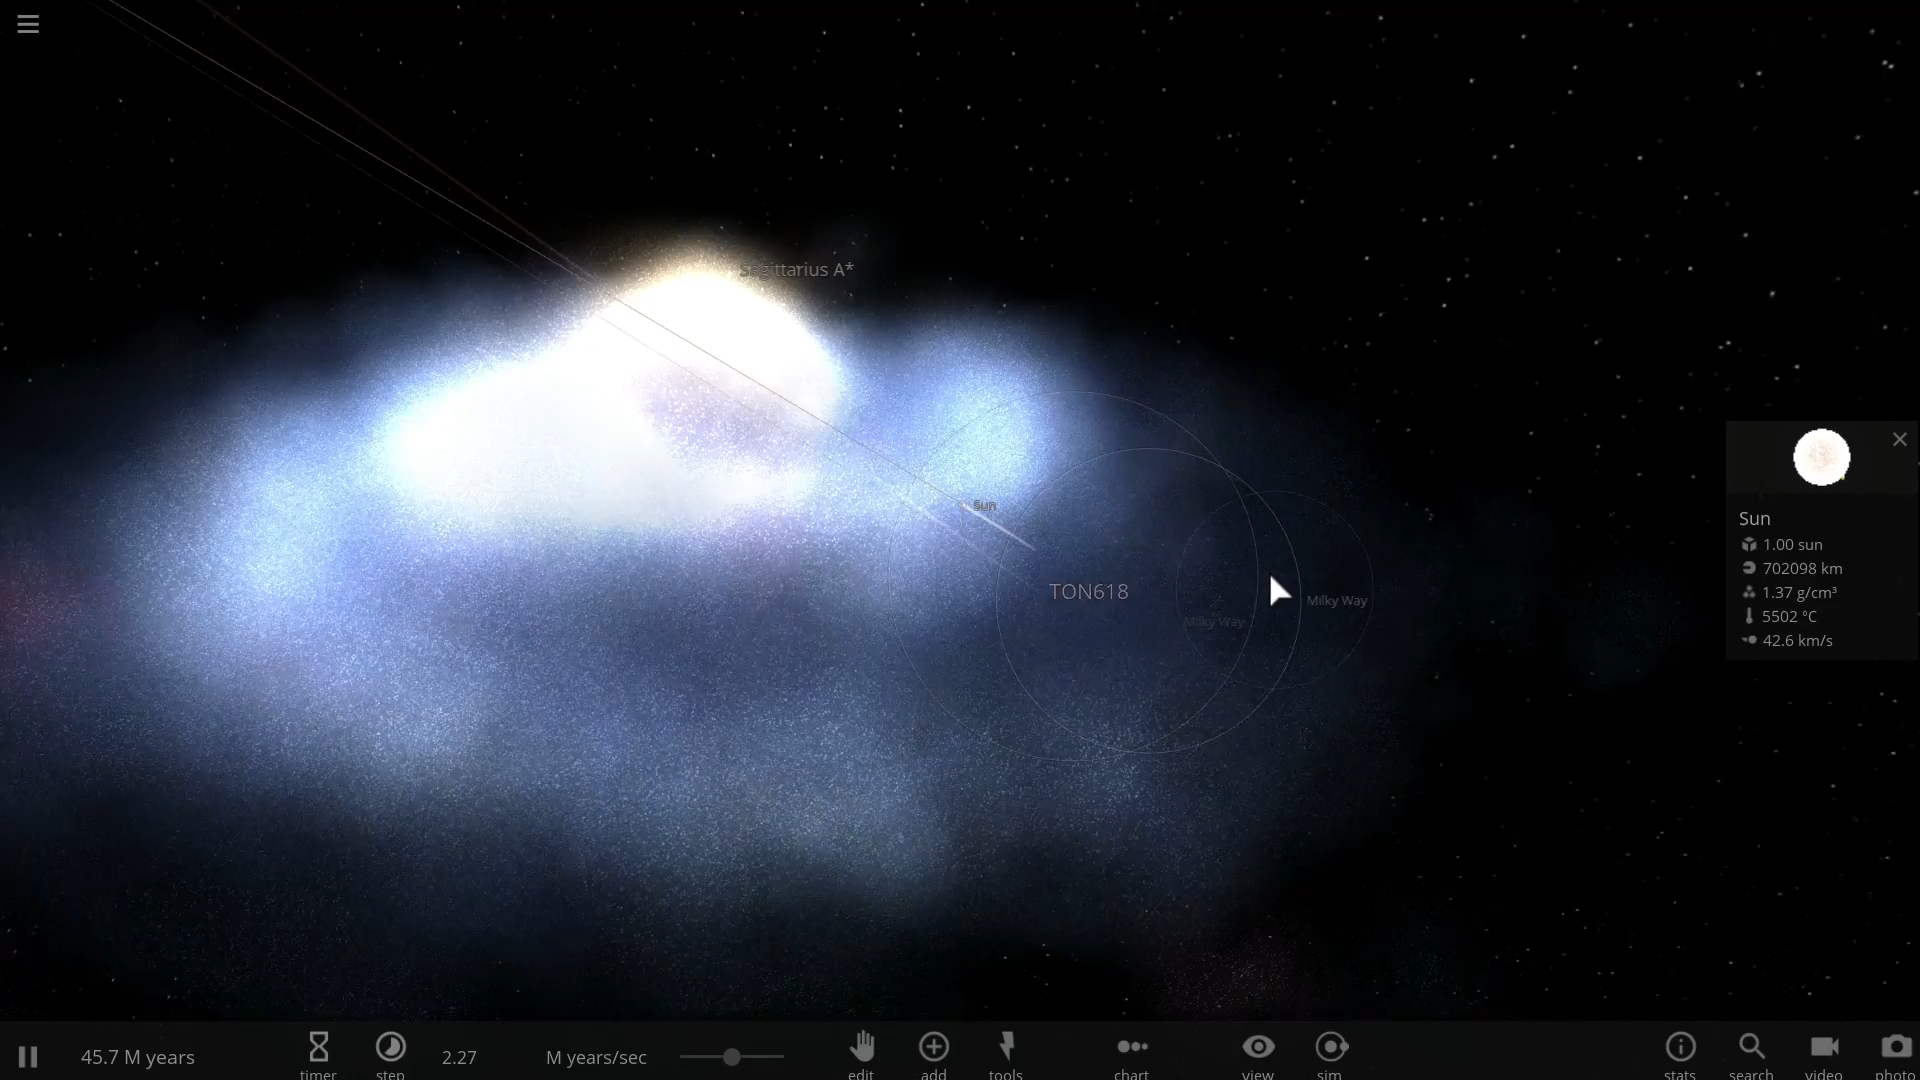 Sagittarius A*
Sun
TON618
Milky Way
Milky Way
Sun
1.00 sun
702098 km
1.37 g/cm³
5502 °C
42.6 km/s
45.7 M years
timer
step
2.27
M years/sec
edit
add
tools
chart
view
sim
stats
search
video
photo